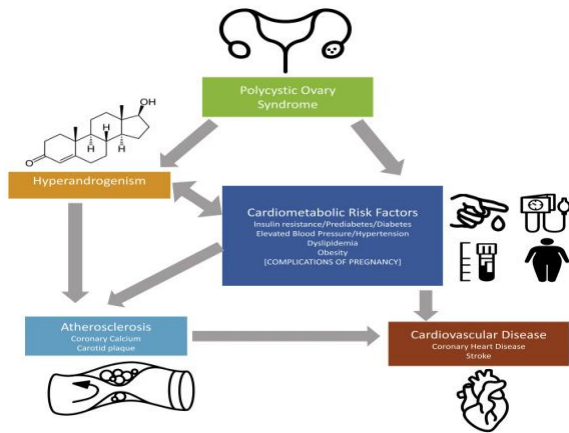 Polycystic Ovary
Syndrome
OH
H
H
H
O
Hyperandrogenism
Cardiometabolic Risk Factors
Insulin resistance/Prediabetes/Diabetes
Elevated Blood Pressure/Hypertension
Dyslipidemia
Obesity
[COMPLICATIONS OF PREGNANCY]
Atherosclerosis
Coronary Calcium
Carotid plaque
Cardiovascular Disease
Coronary Heart Disease
Stroke